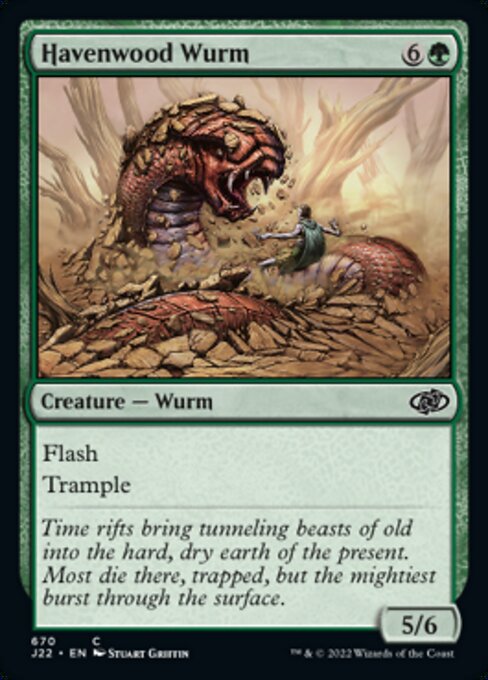 Havenwood Wurm 6
Creature — Wurm
Flash
Trample
Time rifts bring tunneling beasts of old
into the hard, dry earth of the present.
Most die there, trapped, but the mightiest
burst through the surface.
5/6
670 C
J22 • EN Stuart Griffin ™ & © 2022 Wizards of the Coast